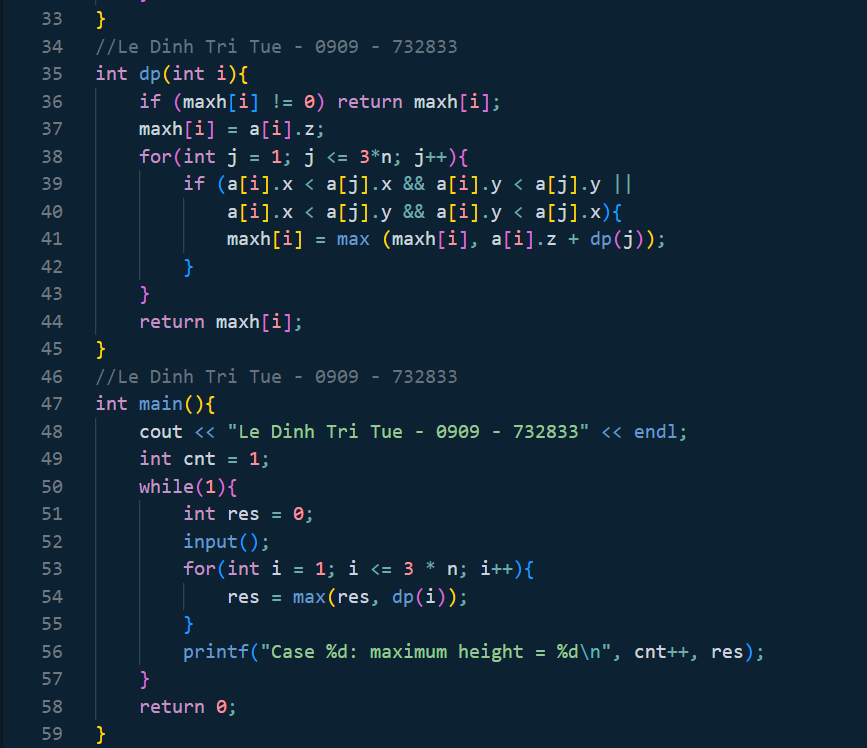 33 }
34 //Le Dinh Tri Tue - 0909 - 732833
35 int dp(int i){
36     if (maxh[i] != 0) return maxh[i];
37     maxh[i] = a[i].z;
38     for(int j = 1; j <= 3*n; j++){
39         if (a[i].x < a[j].x && a[i].y < a[j].y ||
40             a[i].x < a[j].y && a[i].y < a[j].x){
41             maxh[i] = max (maxh[i], a[i].z + dp(j));
42         }
43     }
44     return maxh[i];
45 }
46 //Le Dinh Tri Tue - 0909 - 732833
47 int main(){
48     cout << "Le Dinh Tri Tue - 0909 - 732833" << endl;
49     int cnt = 1;
50     while(1){
51         int res = 0;
52         input();
53         for(int i = 1; i <= 3 * n; i++){
54             res = max(res, dp(i));
55         }
56         printf("Case %d: maximum height = %d\n", cnt++, res);
57     }
58     return 0;
59 }